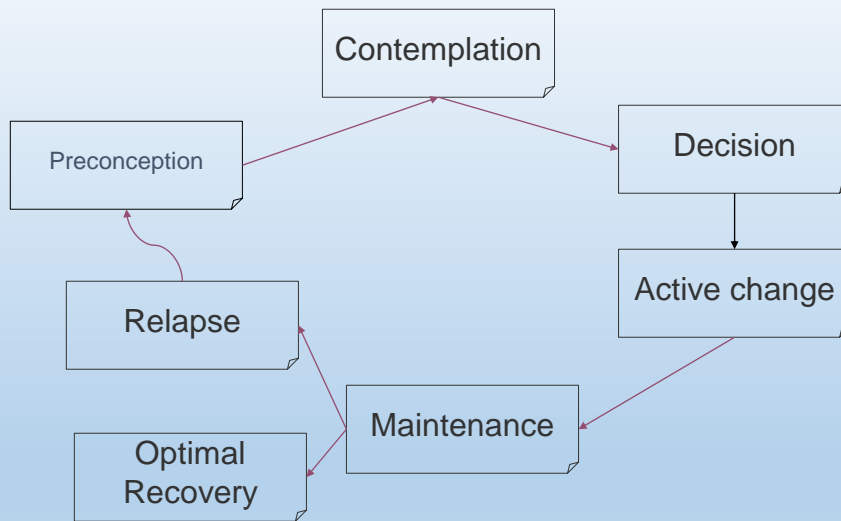 Contemplation
Preconception
Decision
Active change
Relapse
Maintenance
Optimal
Recovery